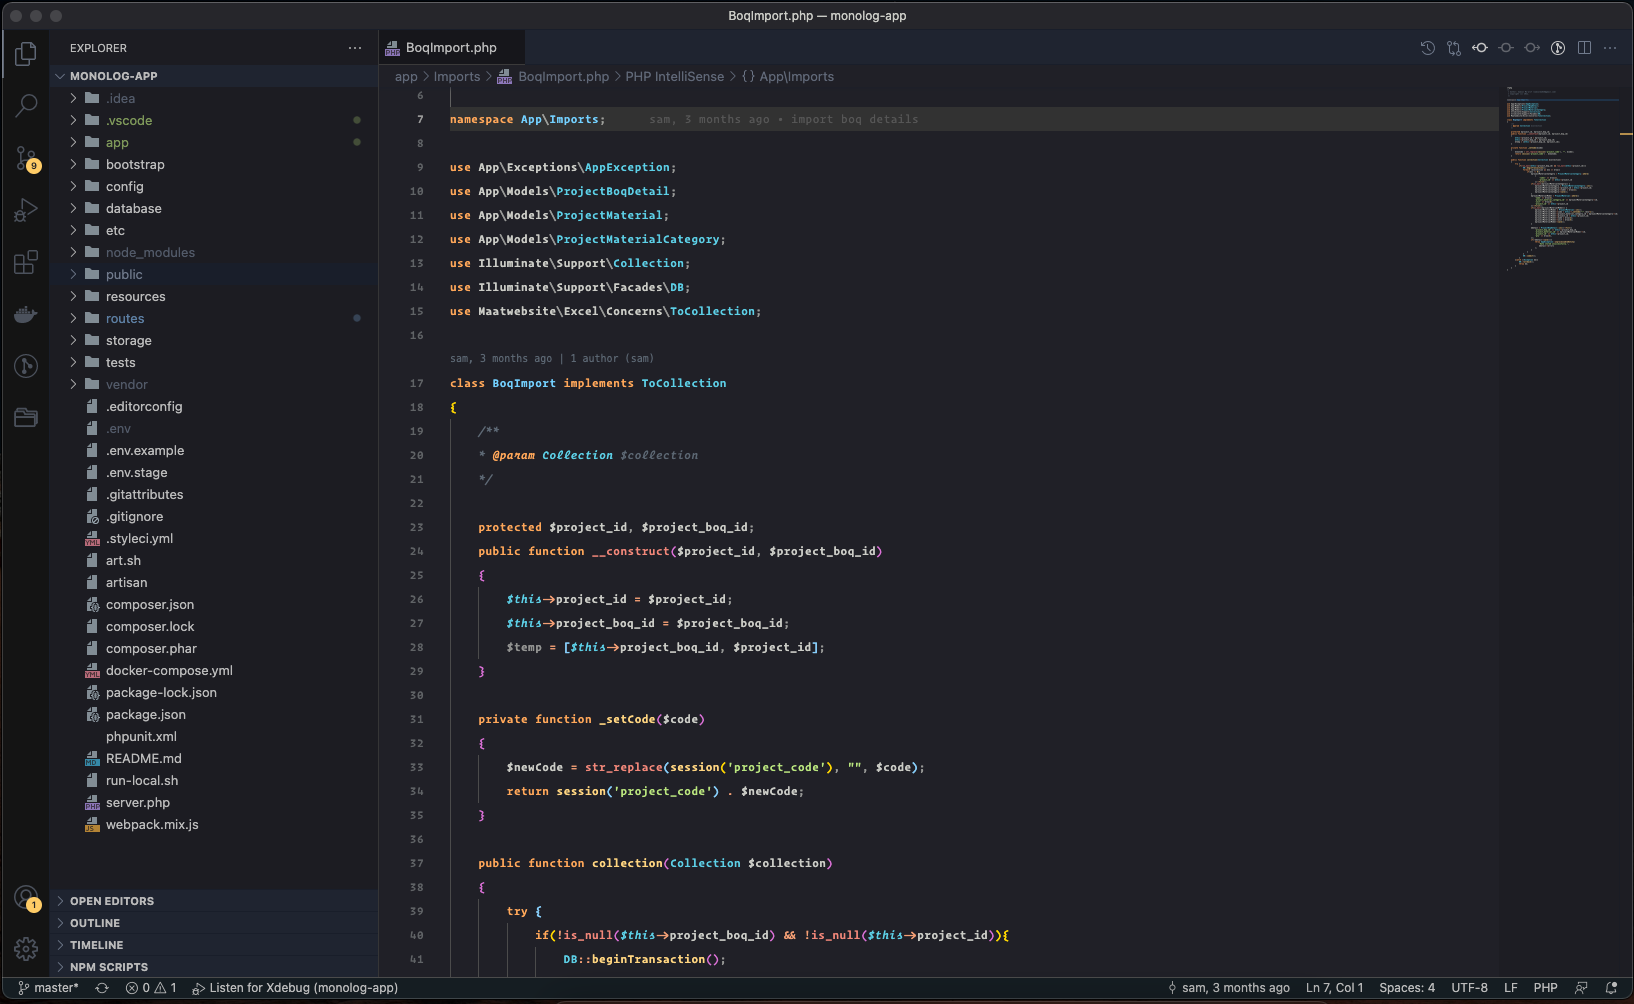 BoqImport.php — monolog-app
EXPLORER
MONOLOG-APP
.idea
.vscode
app
bootstrap
config
database
etc
node_modules
public
resources
routes
storage
tests
vendor
.editorconfig
.env
.env.example
.env.stage
.gitattributes
.gitignore
.styleci.yml
art.sh
artisan
composer.json
composer.lock
composer.phar
docker-compose.yml
package-lock.json
package.json
phpunit.xml
README.md
run-local.sh
server.php
webpack.mix.js
OPEN EDITORS
OUTLINE
TIMELINE
NPM SCRIPTS
9
1
BoqImport.php
app > Imports > BoqImport.php > PHP IntelliSense > {} App\Imports
6
7 namespace App\Imports; sam, 3 months ago • import boq details
8
9 use App\Exceptions\AppException;
10 use App\Models\ProjectBoqDetail;
11 use App\Models\ProjectMaterial;
12 use App\Models\ProjectMaterialCategory;
13 use Illuminate\Support\Collection;
14 use Illuminate\Support\Facades\DB;
15 use Maatwebsite\Excel\Concerns\ToCollection;
16
sam, 3 months ago | 1 author (sam)
17 class BoqImport implements ToCollection
18 {
19 /**
20 * @param Collection $collection
21 */
22
23 protected $project_id, $project_boq_id;
24 public function __construct($project_id, $project_boq_id)
25 {
26 $this->project_id = $project_id;
27 $this->project_boq_id = $project_boq_id;
28 $temp = [$this->project_boq_id, $project_id];
29 }
30
31 private function _setCode($code)
32 {
33 $newCode = str_replace(session('project_code'), "", $code);
34 return session('project_code') . $newCode;
35 }
36
37 public function collection(Collection $collection)
38 {
39 try {
40 if(!is_null($this->project_boq_id) && !is_null($this->project_id)){
41 DB::beginTransaction();
master* 0 1 Listen for Xdebug (monolog-app) sam, 3 months ago Ln 7, Col 1 Spaces: 4 UTF-8 LF PHP